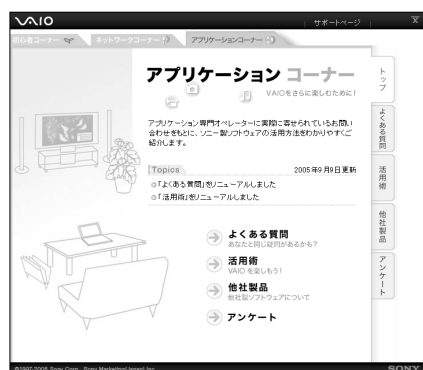 VAIO
サポートページ
初心者コーナー
ネットワークコーナー
アプリケーションコーナー
アプリケーション コーナー
VAIOをさらに楽しむために!
アプリケーション専門オペレーターに実際に寄せられているお問い
合わせをもとに、ソニー製ソフトウェアの活用方法をわかりやすくご
紹介します。
Topics
2005年9月9日更新
「よくある質問」をリニューアルしました
「活用術」をリニューアルしました
よくある質問
あなたと同じ疑問があるかも?
活用術
VAIO を楽しもう!
他社製品
他社製ソフトウェアについて
アンケート
トップ
よくある質問
活用術
他社製品
アンケート
©1997-2005 Sony Corp., Sony Marketing(Japan) Inc.
SONY